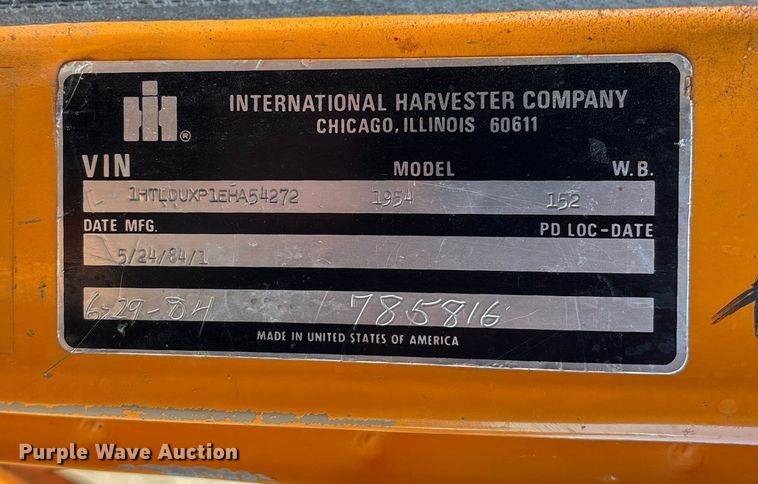 IH ®
INTERNATIONAL HARVESTER COMPANY
CHICAGO, ILLINOIS 60611
VIN MODEL W.B.
1HTLDUXP1EHA54272 1954 152
DATE MFG. PD LOC-DATE
5/24/84/1
6-29-84 785816
MADE IN UNITED STATES OF AMERICA
Purple Wave Auction